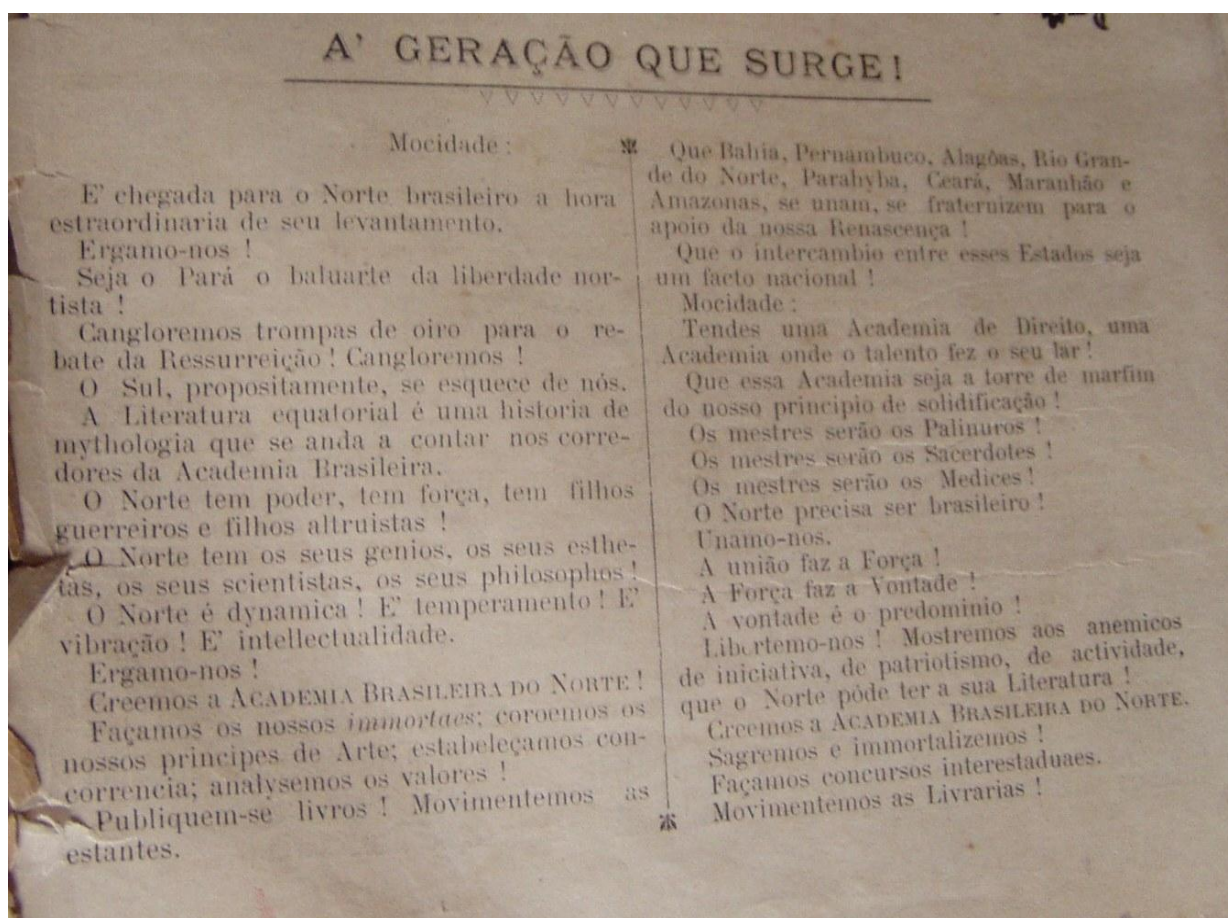 A' GERAÇÃO QUE SURGE!
Mocidade:
E' chegada para o Norte brasileiro a hora
estraordinaria de seu levantamento.
Ergamo-nos !
Seja o Pará o baluarte da liberdade nor-
tista !
Cangloremos trompas de oiro para o re-
bate da Ressurreição ! Cangloremos !
O Sul, propositamente, se esquece de nós.
A Literatura equatorial é uma historia de
mythologia que se anda a contar nos corre-
dores da Academia Brasileira.
O Norte tem poder, tem força, tem filhos
guerreiros e filhos altruistas !
O Norte tem os seus genios, os seus esthe-
tas, os seus scientistas, os seus philosophos !
O Norte é dynamica ! E' temperamento ! E'
vibração ! E' intellectualidade.
Ergamo-nos !
Creemos a ACADEMIA BRASILEIRA DO NORTE !
Façamos os nossos immortaes; coroemos os
nossos principes de Arte; estabeleçamos con-
correncia; analysemos os valores !
Publiquem-se livros ! Movimentemos as
estantes.
Que Bahia, Pernambuco, Alagôas, Rio Gran-
de do Norte, Parahyba, Ceará, Maranhão e
Amazonas, se unam, se fraternizem para o
apoio da nossa Renascença !
Que o intercambio entre esses Estados seja
um facto nacional !
Mocidade :
Tendes uma Academia de Direito, uma
Academia onde o talento fez o seu lar !
Que essa Academia seja a torre de marfim
do nosso principio de solidificação !
Os mestres serão os Palinuros !
Os mestres serão os Sacerdotes !
Os mestres serão os Medices !
O Norte precisa ser brasileiro !
Unamo-nos.
A união faz a Força !
A Força faz a Vontade !
A vontade é o predominio !
Libertemo-nos ! Mostremos aos anemicos
de iniciativa, de patriotismo, de actividade,
que o Norte póde ter a sua Literatura !
Creemos a ACADEMIA BRASILEIRA DO NORTE.
Sagremos e immortalizemos !
Façamos concursos interestaduaes.
Movimentemos as Livrarias !